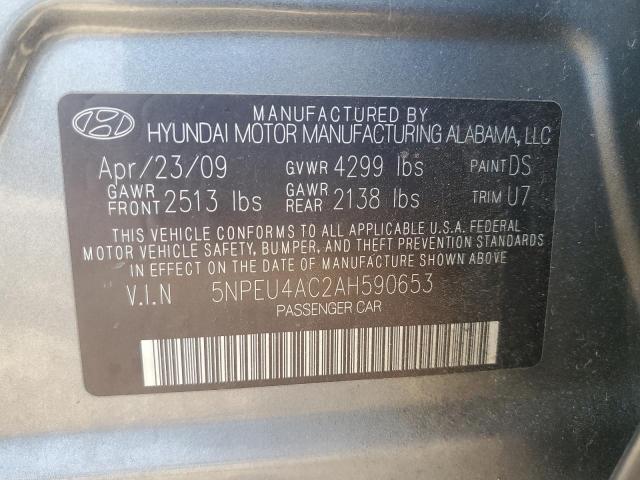 MANUFACTURED BY
HYUNDAI MOTOR MANUFACTURING ALABAMA, LLC
Apr/23/09 GVWR 4299 lbs PAINT DS
GAWR FRONT 2513 lbs GAWR REAR 2138 lbs TRIM U7
THIS VEHICLE CONFORMS TO ALL APPLICABLE U.S.A. FEDERAL
MOTOR VEHICLE SAFETY, BUMPER, AND THEFT PREVENTION STANDARDS
IN EFFECT ON THE DATE OF MANUFACTURE SHOWN ABOVE
V.I.N 5NPEU4AC2AH590653
PASSENGER CAR